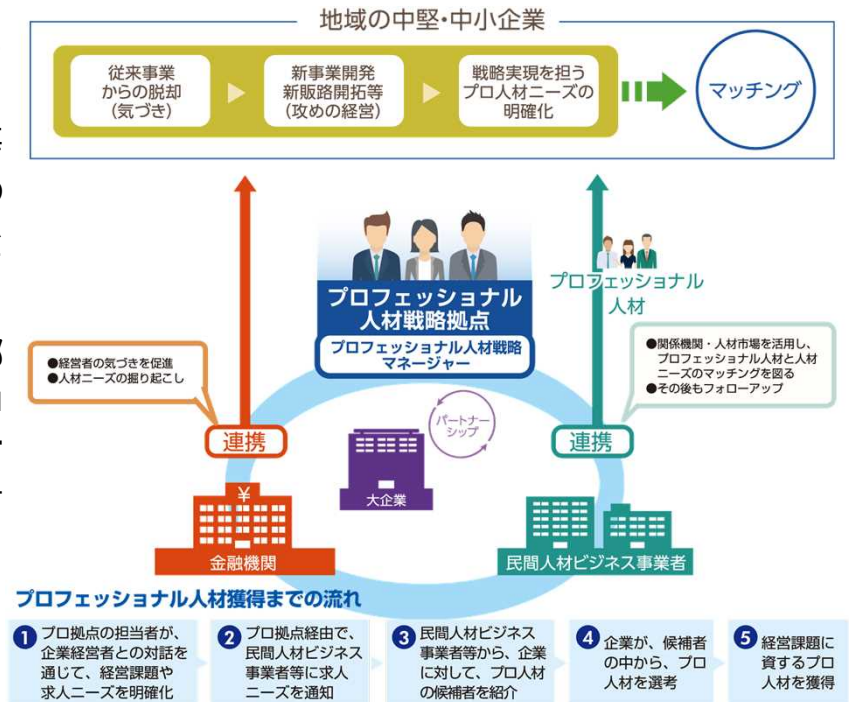 地域の中堅・中小企業
従来事業
からの脱却
(気づき)
新事業開発
新販路開拓等
(攻めの経営)
戦略実現を担う
プロ人材ニーズの
明確化
マッチング
プロフェッショナル
人材戦略拠点
プロフェッショナル人材戦略
マネージャー
プロフェッショナル
人材
●経営者の気づきを促進
●人材ニーズの掘り起こし
●関係機関・人材市場を活用し、
プロフェッショナル人材と人材
ニーズのマッチングを図る
●その後もフォローアップ
連携
パートナー
シップ
連携
大企業
¥
金融機関
民間人材ビジネス事業者
プロフェッショナル人材獲得までの流れ
1 プロ拠点の担当者が、
企業経営者との対話を
通じて、経営課題や
求人ニーズを明確化
2 プロ拠点経由で、
民間人材ビジネス
事業者等に求人
ニーズを通知
3 民間人材ビジネス
事業者等から、企業
に対して、プロ人材
の候補者を紹介
4 企業が、候補者
の中から、プロ
人材を選考
5 経営課題に
資するプロ
人材を獲得